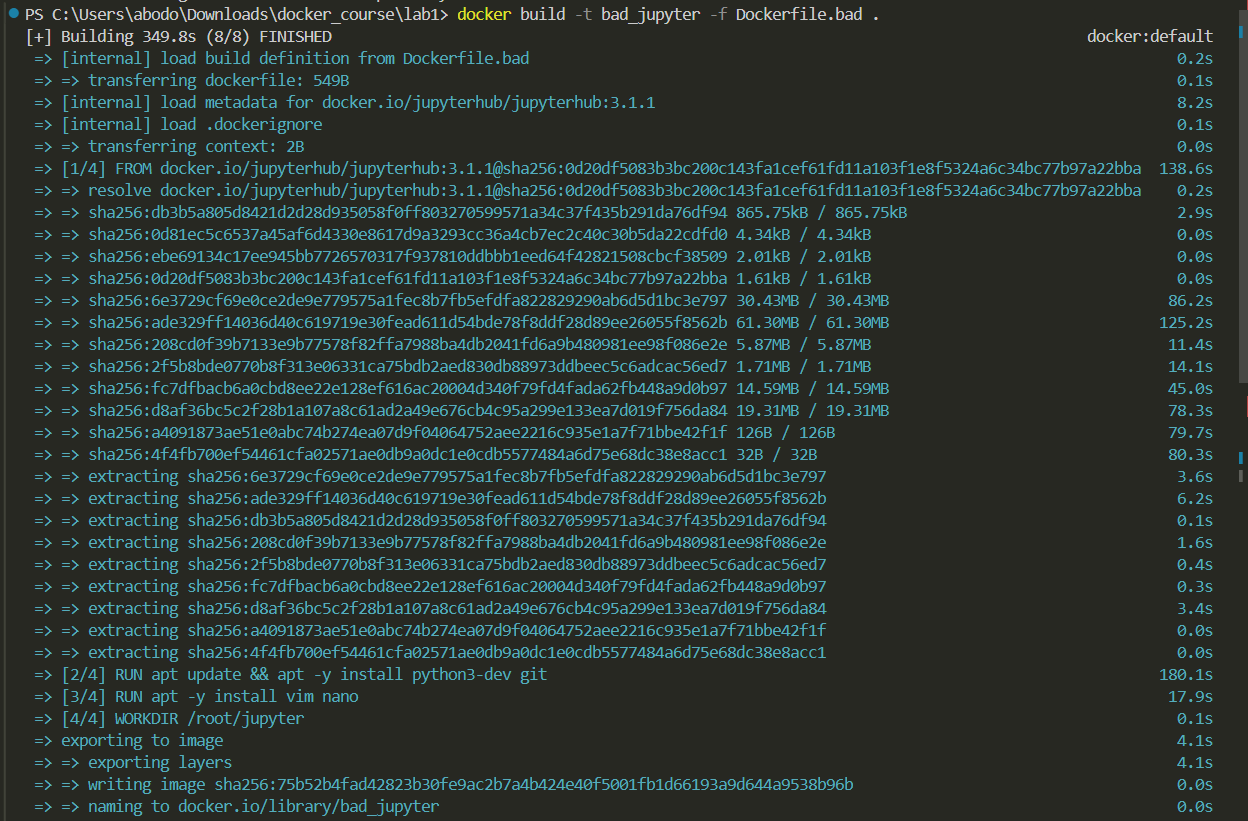 PS C:\Users\abodo\Downloads\docker_course\lab1> docker build -t bad_jupyter -f Dockerfile.bad .
[+] Building 349.8s (8/8) FINISHED docker:default
=> [internal] load build definition from Dockerfile.bad 0.2s
=> => transferring dockerfile: 549B 0.1s
=> [internal] load metadata for docker.io/jupyterhub/jupyterhub:3.1.1 8.2s
=> [internal] load .dockerignore 0.1s
=> => transferring context: 2B 0.0s
=> [1/4] FROM docker.io/jupyterhub/jupyterhub:3.1.1@sha256:0d20df5083b3bc200c143fa1cef61fd11a103f1e8f5324a6c34bc77b97a22bba 138.6s
=> => resolve docker.io/jupyterhub/jupyterhub:3.1.1@sha256:0d20df5083b3bc200c143fa1cef61fd11a103f1e8f5324a6c34bc77b97a22bba 0.2s
=> => sha256:db3b5a805d8421d2d28d935058f0ff803270599571a34c37f435b291da76df94 865.75kB / 865.75kB 2.9s
=> => sha256:0d81ec5c6537a45af6d4330e8617d9a3293cc36a4cb7ec2c40c30b5da22cdfd0 4.34kB / 4.34kB 0.0s
=> => sha256:ebe69134c17ee945bb7726570317f937810ddbbb1eed64f42821508cbcf38509 2.01kB / 2.01kB 0.0s
=> => sha256:0d20df5083b3bc200c143fa1cef61fd11a103f1e8f5324a6c34bc77b97a22bba 1.61kB / 1.61kB 0.0s
=> => sha256:6e3729cf69e0ce2de9e779575a1fec8b7fb5efdfa822829290ab6d5d1bc3e797 30.43MB / 30.43MB 86.2s
=> => sha256:ade329ff14036d40c619719e30fead611d54bde78f8ddf28d89ee26055f8562b 61.30MB / 61.30MB 125.2s
=> => sha256:208cd0f39b7133e9b77578f82ffa7988ba4db2041fd6a9b480981ee98f086e2e 5.87MB / 5.87MB 11.4s
=> => sha256:2f5b8bde0770b8f313e06331ca75bdb2aed830db88973ddbeec5c6adcac56ed7 1.71MB / 1.71MB 14.1s
=> => sha256:fc7dfbacb6a0cbd8ee22e128ef616ac20004d340f79fd4fada62fb448a9d0b97 14.59MB / 14.59MB 45.0s
=> => sha256:d8af36bc5c2f28b1a107a8c61ad2a49e676cb4c95a299e133ea7d019f756da84 19.31MB / 19.31MB 78.3s
=> => sha256:a4091873ae51e0abc74b274ea07d9f04064752aee2216c935e1a7f71bbe42f1f 126B / 126B 79.7s
=> => sha256:4f4fb700ef54461cfa02571ae0db9a0dc1e0cdb5577484a6d75e68dc38e8acc1 32B / 32B 80.3s
=> => extracting sha256:6e3729cf69e0ce2de9e779575a1fec8b7fb5efdfa822829290ab6d5d1bc3e797 3.6s
=> => extracting sha256:ade329ff14036d40c619719e30fead611d54bde78f8ddf28d89ee26055f8562b 6.2s
=> => extracting sha256:db3b5a805d8421d2d28d935058f0ff803270599571a34c37f435b291da76df94 0.1s
=> => extracting sha256:208cd0f39b7133e9b77578f82ffa7988ba4db2041fd6a9b480981ee98f086e2e 1.6s
=> => extracting sha256:2f5b8bde0770b8f313e06331ca75bdb2aed830db88973ddbeec5c6adcac56ed7 0.4s
=> => extracting sha256:fc7dfbacb6a0cbd8ee22e128ef616ac20004d340f79fd4fada62fb448a9d0b97 0.3s
=> => extracting sha256:d8af36bc5c2f28b1a107a8c61ad2a49e676cb4c95a299e133ea7d019f756da84 3.4s
=> => extracting sha256:a4091873ae51e0abc74b274ea07d9f04064752aee2216c935e1a7f71bbe42f1f 0.0s
=> => extracting sha256:4f4fb700ef54461cfa02571ae0db9a0dc1e0cdb5577484a6d75e68dc38e8acc1 0.0s
=> [2/4] RUN apt update && apt -y install python3-dev git 180.1s
=> [3/4] RUN apt -y install vim nano 17.9s
=> [4/4] WORKDIR /root/jupyter 0.1s
=> exporting to image 4.1s
=> => exporting layers 4.1s
=> => writing image sha256:75b52b4fad42823b30fe9ac2b7a4b424e40f5001fb1d66193a9d644a9538b96b 0.0s
=> => naming to docker.io/library/bad_jupyter 0.0s